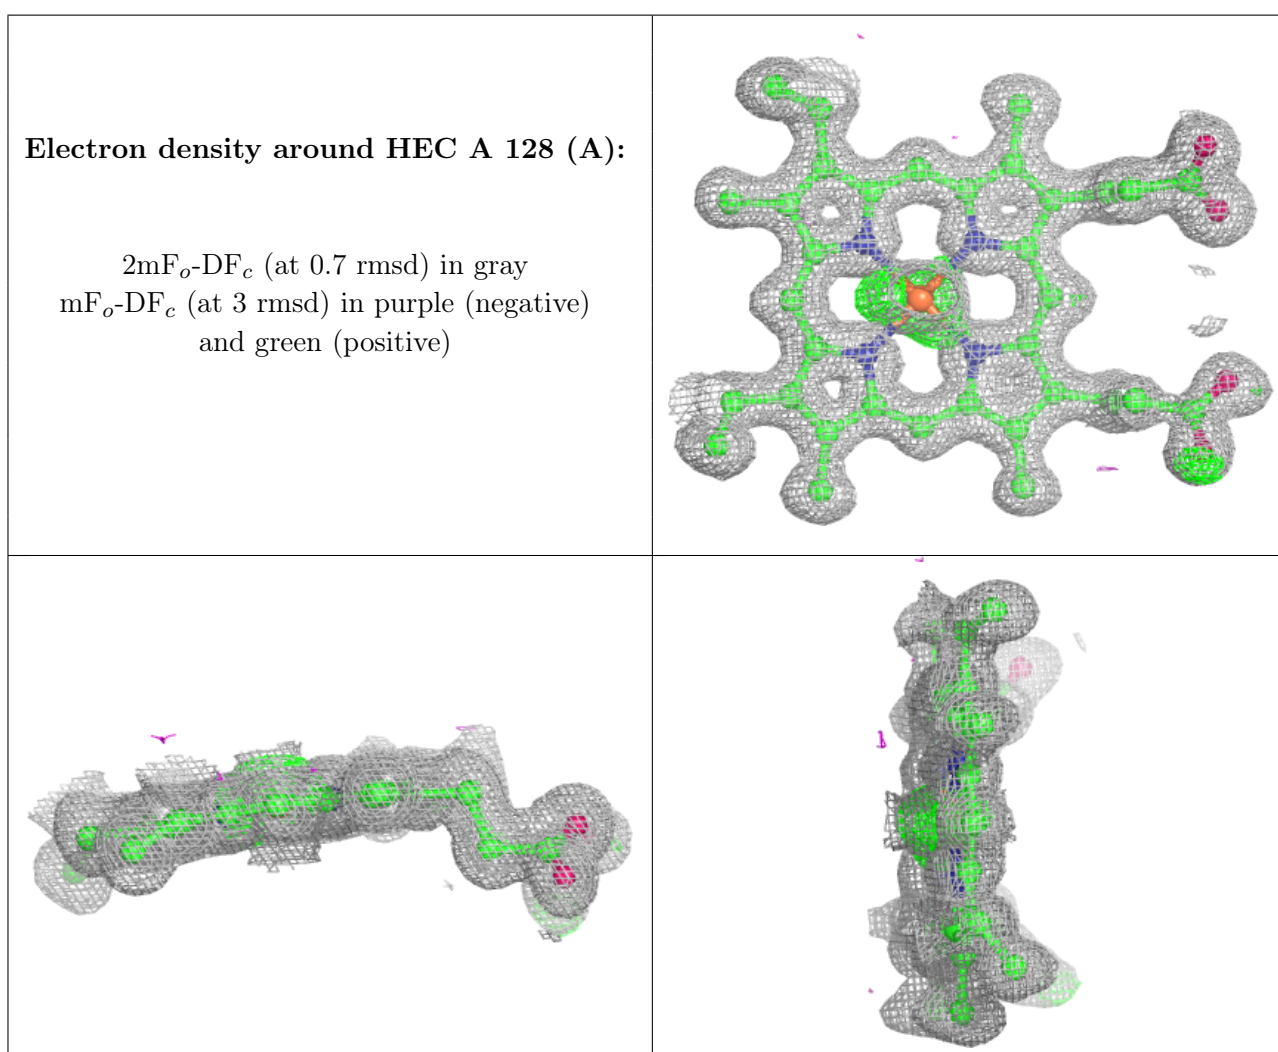 Electron density around HEC A 128 (A):
2mFₒ-DF𝒸 (at 0.7 rmsd) in gray
mFₒ-DF𝒸 (at 3 rmsd) in purple (negative)
and green (positive)